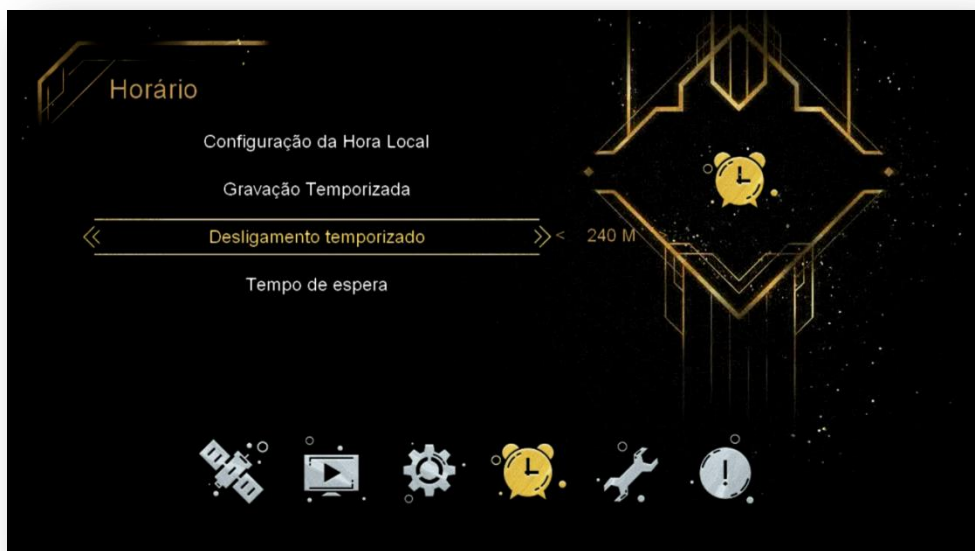 Horário
Configuração da Hora Local
Gravação Temporizada
Desligamento temporizado < 240 M
Tempo de espera